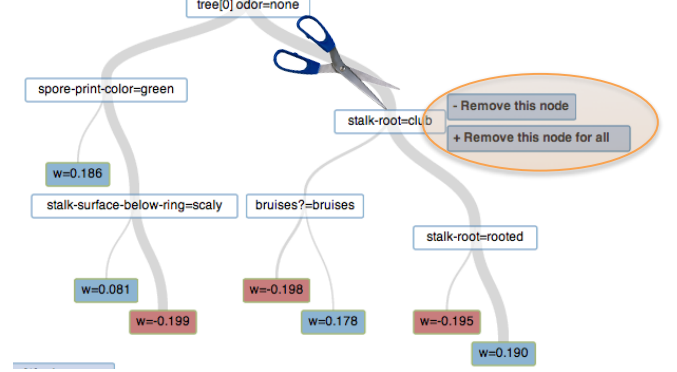 tree[0] odor=none
spore-print-color=green
- Remove this node
stalk-root=club
+ Remove this node for all
w=0.186
stalk-surface-below-ring=scaly
bruises?=bruises
stalk-root=rooted
w=0.081
w=-0.198
w=-0.199
w=0.178
w=-0.195
w=0.190